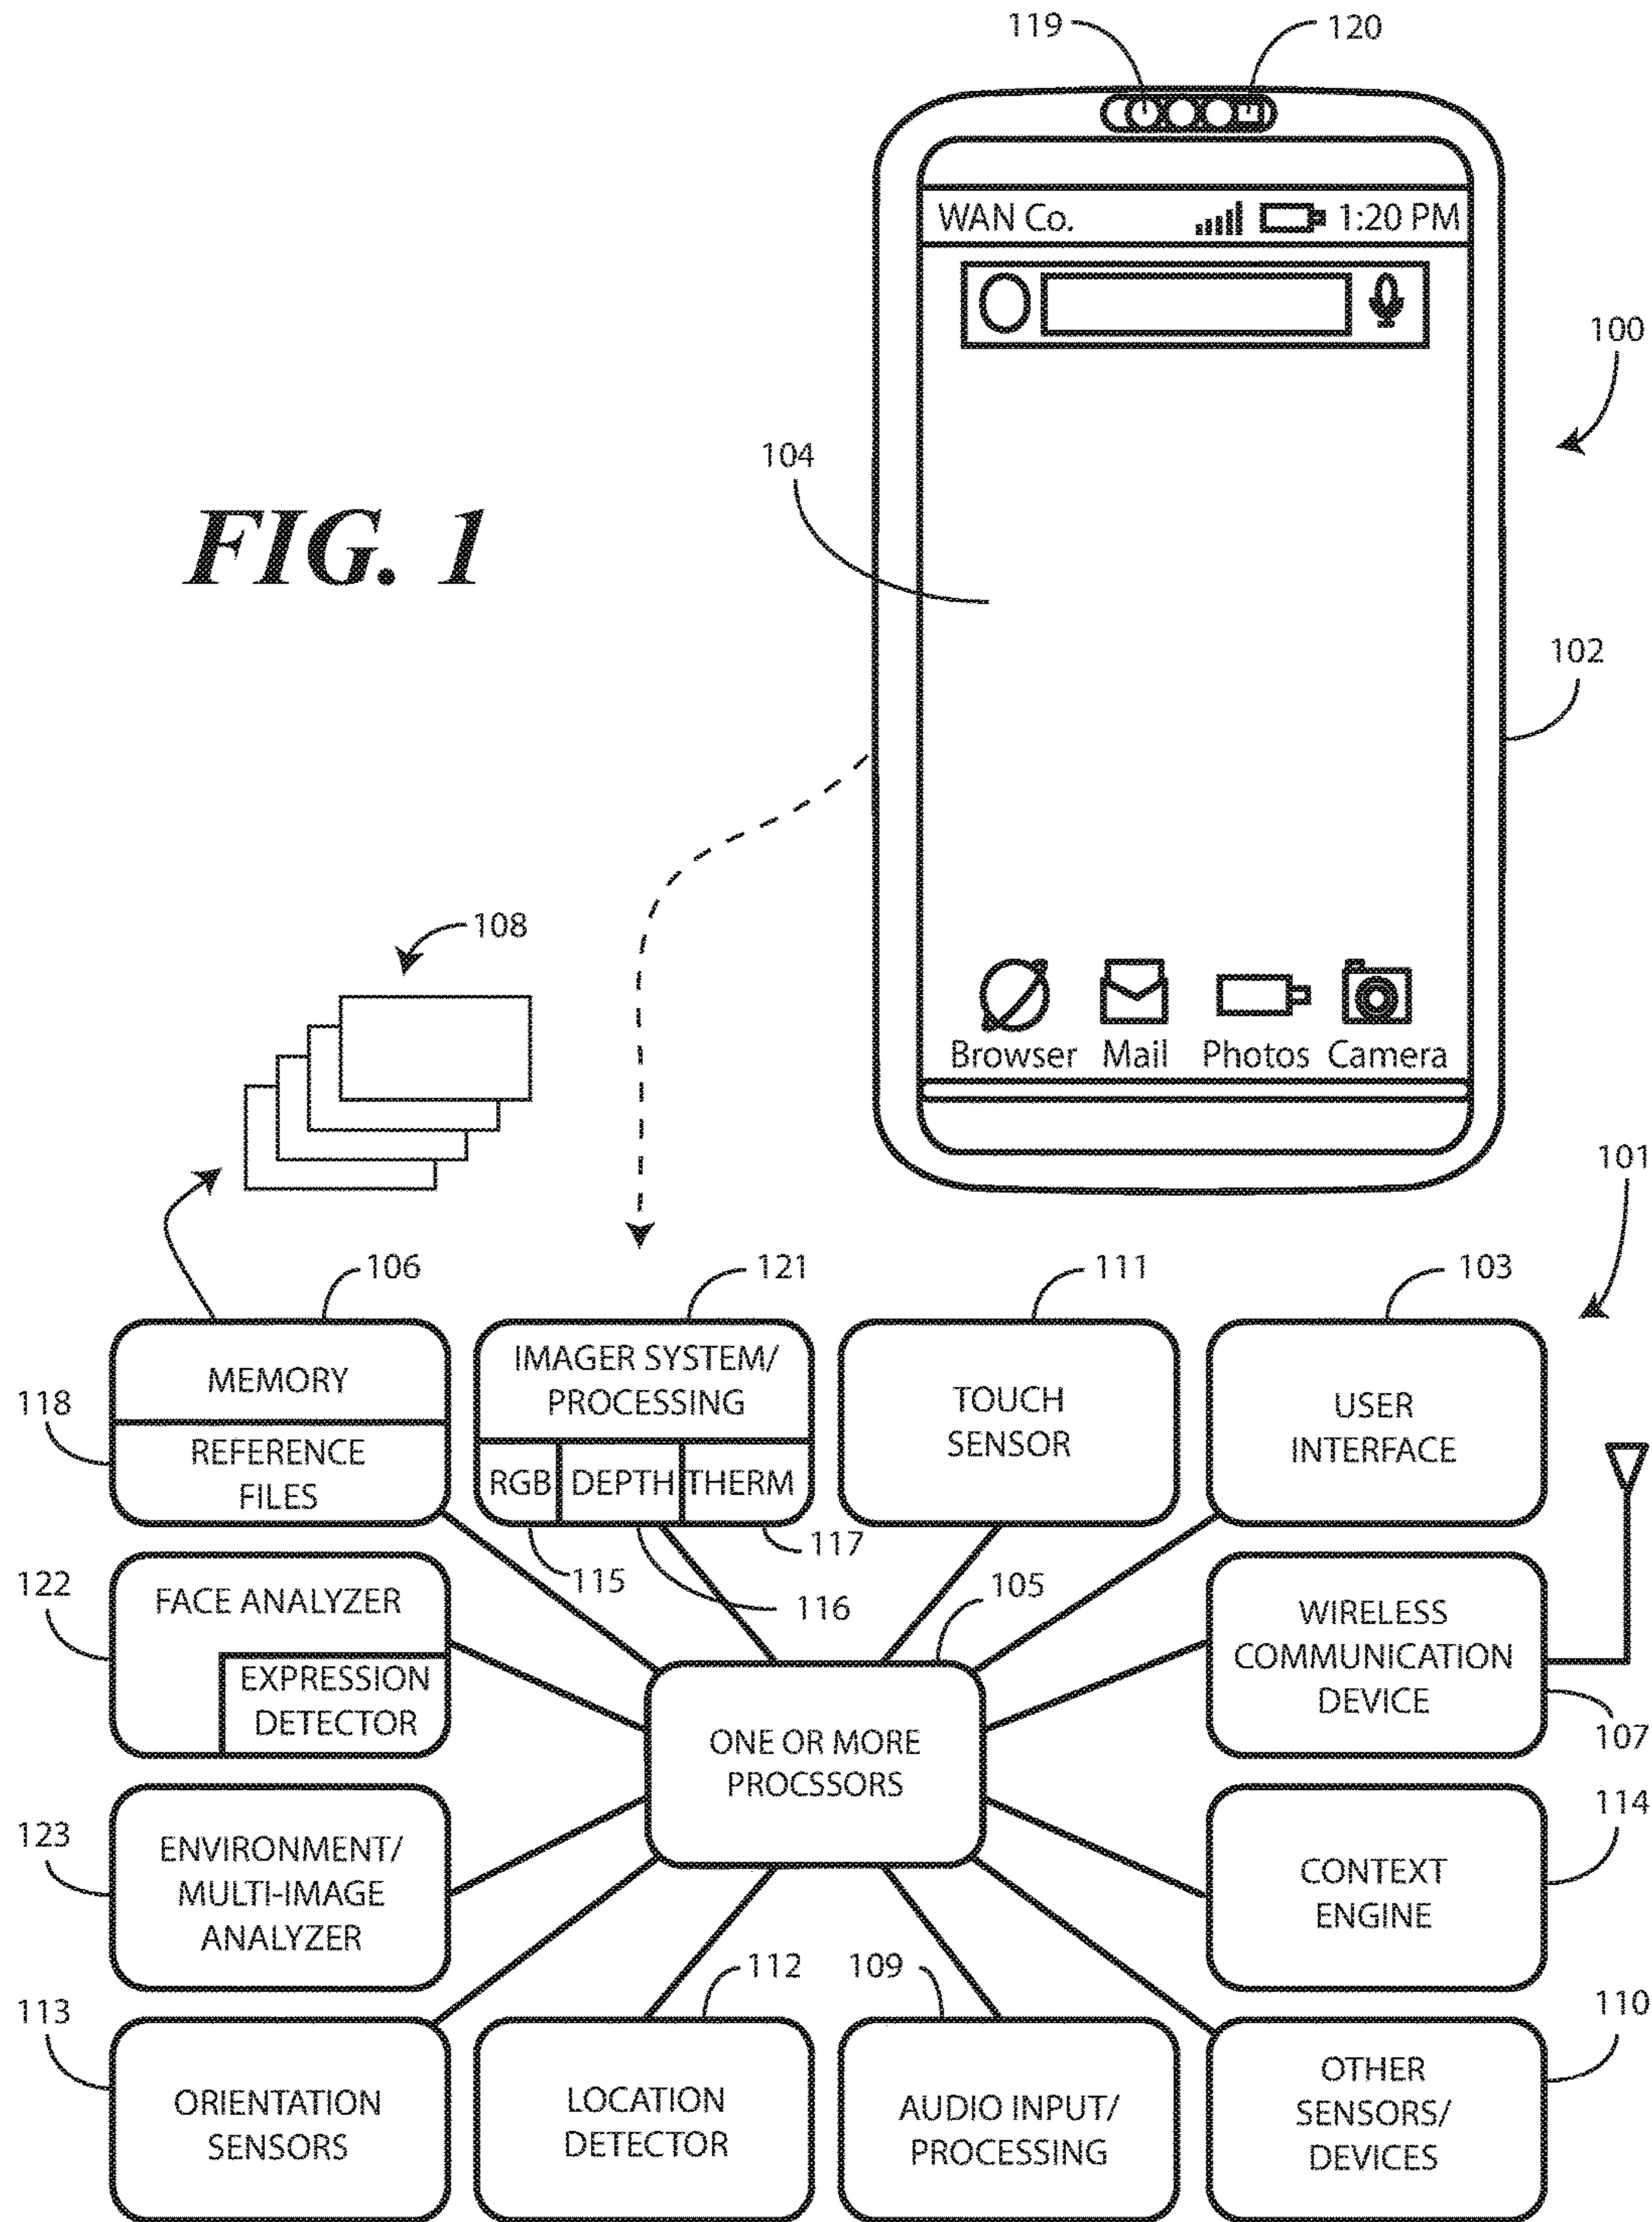 119
120
WAN Co.
1:20 PM
100
104
FIG. 1
102
108
Browser Mail Photos Camera
101
106
121
111
103
118
MEMORY
REFERENCE
FILES
IMAGER SYSTEM/
PROCESSING
RGB DEPTH THERM
TOUCH
SENSOR
USER
INTERFACE
115
116
117
105
122
FACE ANALYZER
EXPRESSION
DETECTOR
WIRELESS
COMMUNICATION
DEVICE
107
ONE OR MORE
PROCSSORS
123
ENVIRONMENT/
MULTI-IMAGE
ANALYZER
114
CONTEXT
ENGINE
113
112
109
110
ORIENTATION
SENSORS
LOCATION
DETECTOR
AUDIO INPUT/
PROCESSING
OTHER
SENSORS/
DEVICES